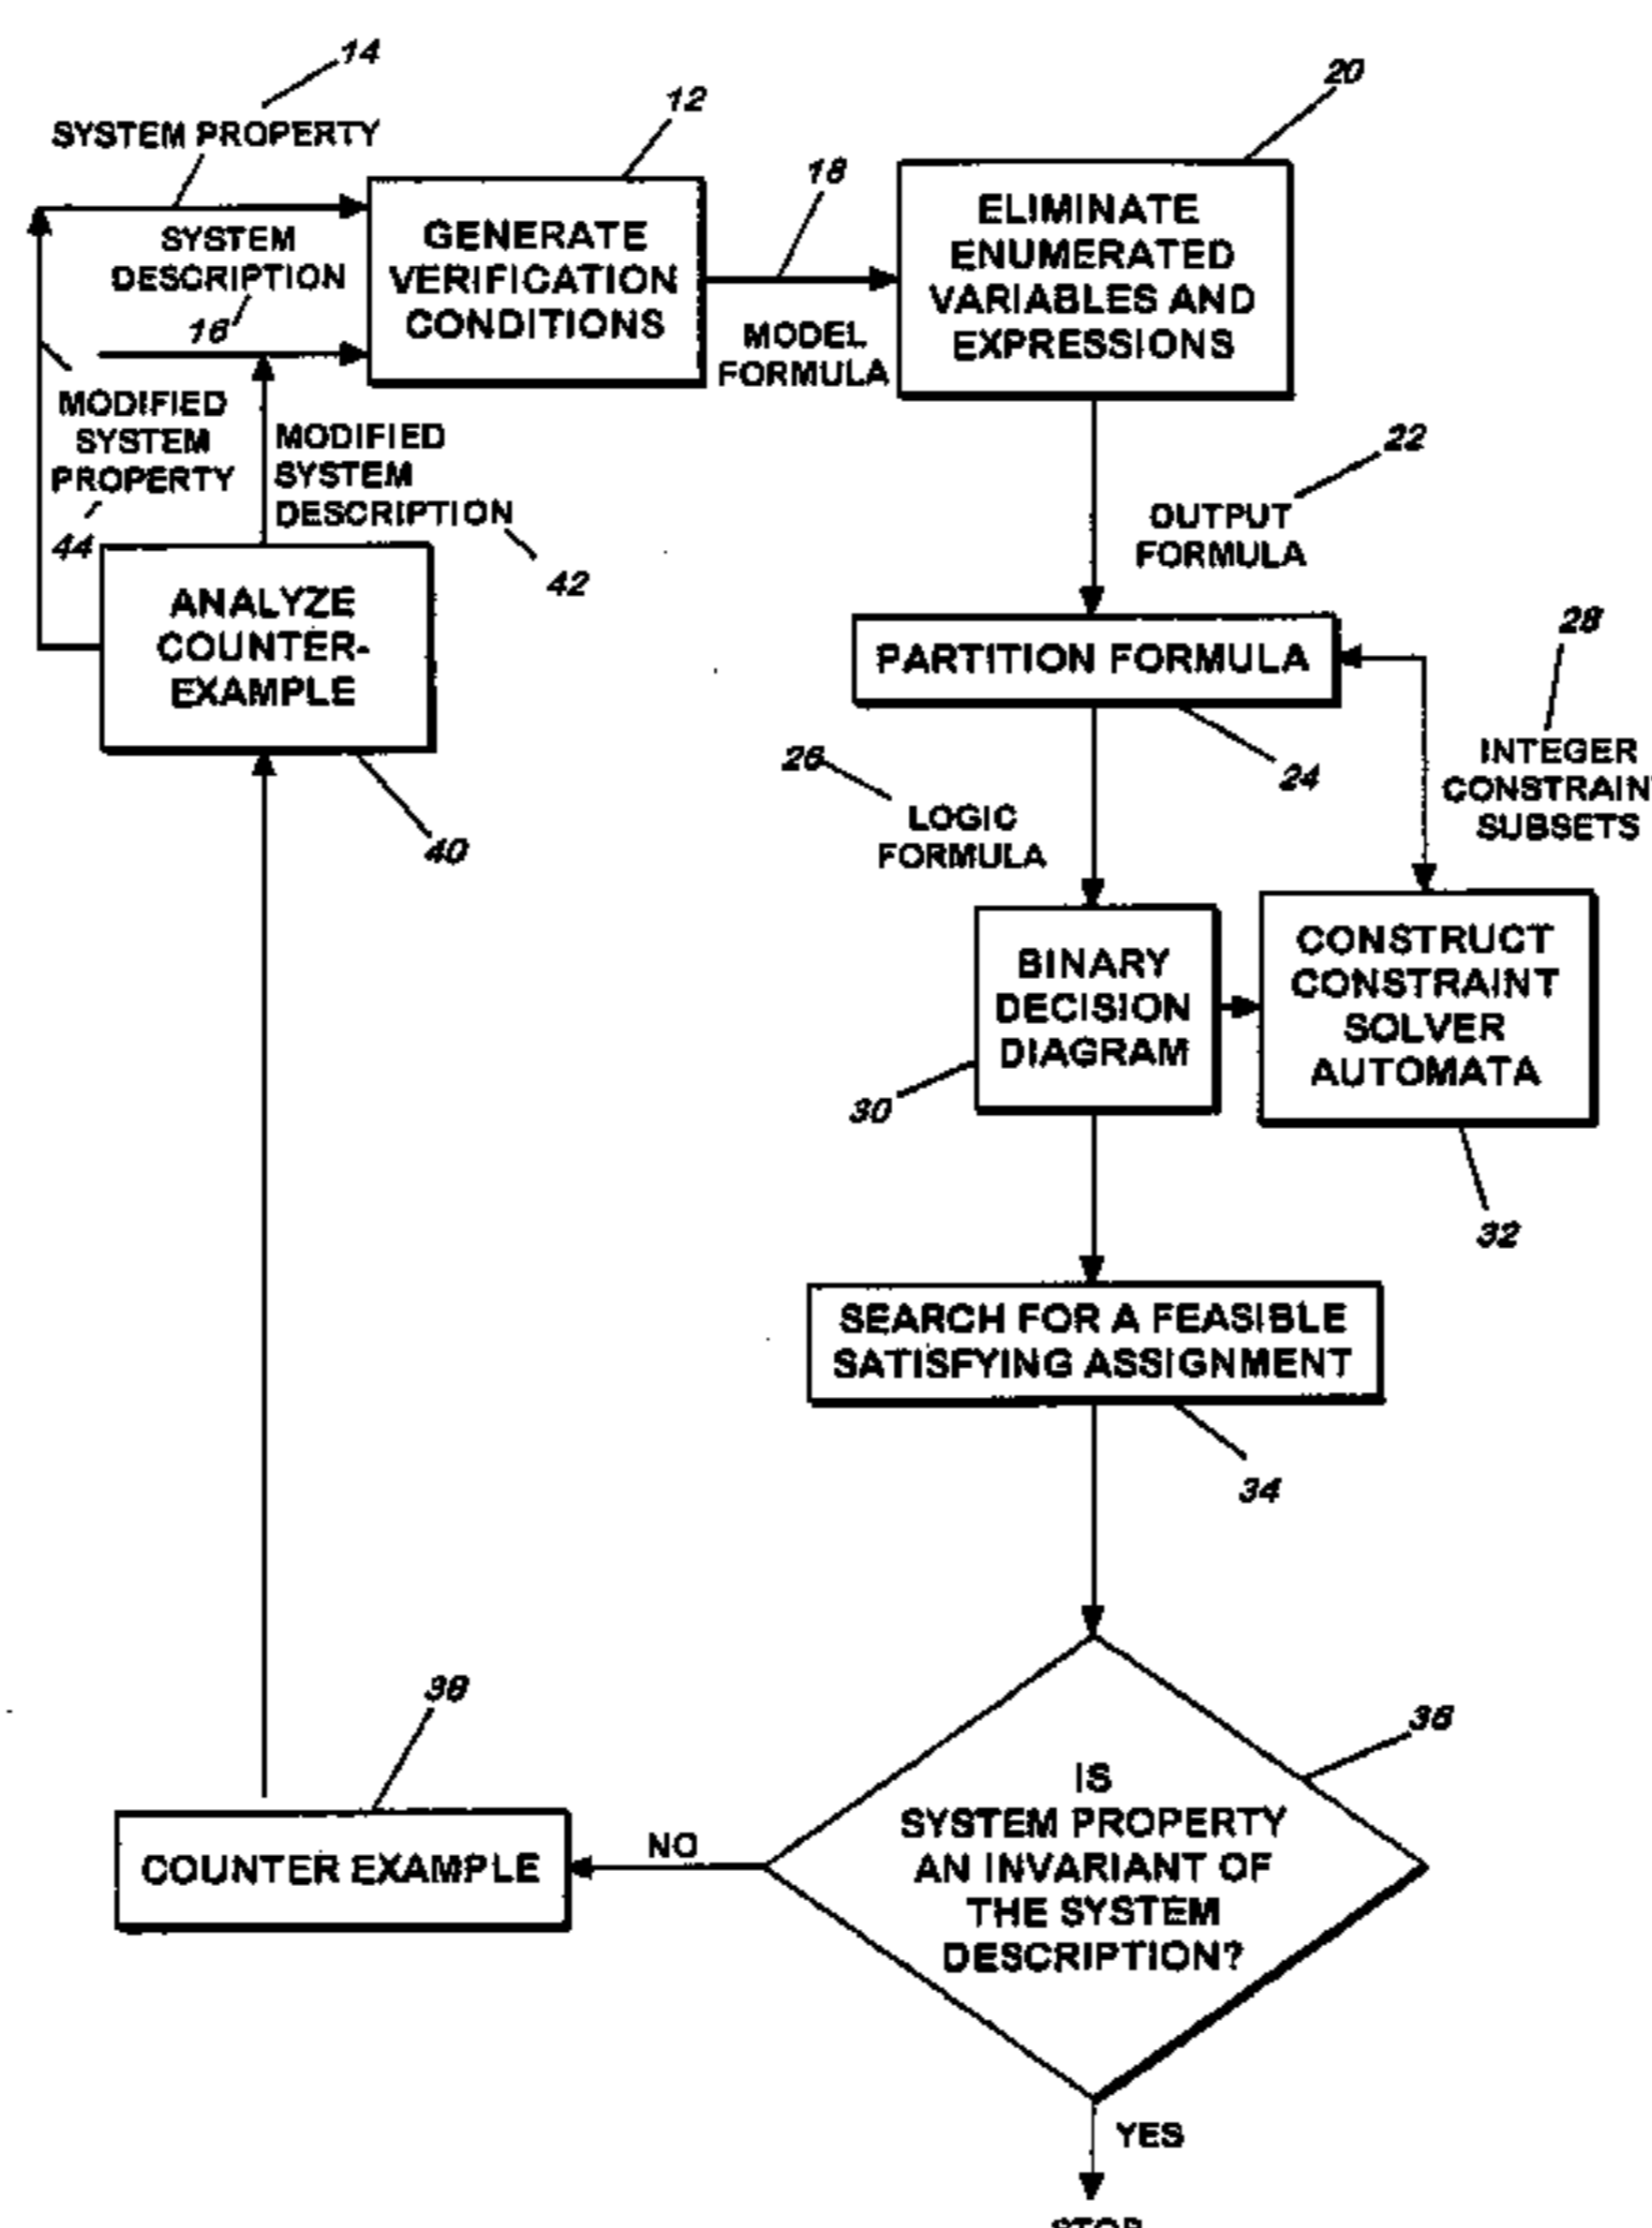 14
SYSTEM PROPERTY
12
20
18
SYSTEM
DESCRIPTION
16
GENERATE
VERIFICATION
CONDITIONS
MODEL
FORMULA
ELIMINATE
ENUMERATED
VARIABLES AND
EXPRESSIONS
MODIFIED
SYSTEM
PROPERTY
44
MODIFIED
SYSTEM
DESCRIPTION
42
22
OUTPUT
FORMULA
ANALYZE
COUNTER-
EXAMPLE
40
PARTITION FORMULA
24
28
INTEGER
CONSTRAIN
SUBSETS
26
LOGIC
FORMULA
BINARY
DECISION
DIAGRAM
30
CONSTRUCT
CONSTRAINT
SOLVER
AUTOMATA
32
SEARCH FOR A FEASIBLE
SATISFYING ASSIGNMENT
34
38
36
COUNTER EXAMPLE
NO
IS
SYSTEM PROPERTY
AN INVARIANT OF
THE SYSTEM
DESCRIPTION?
YES
STOP